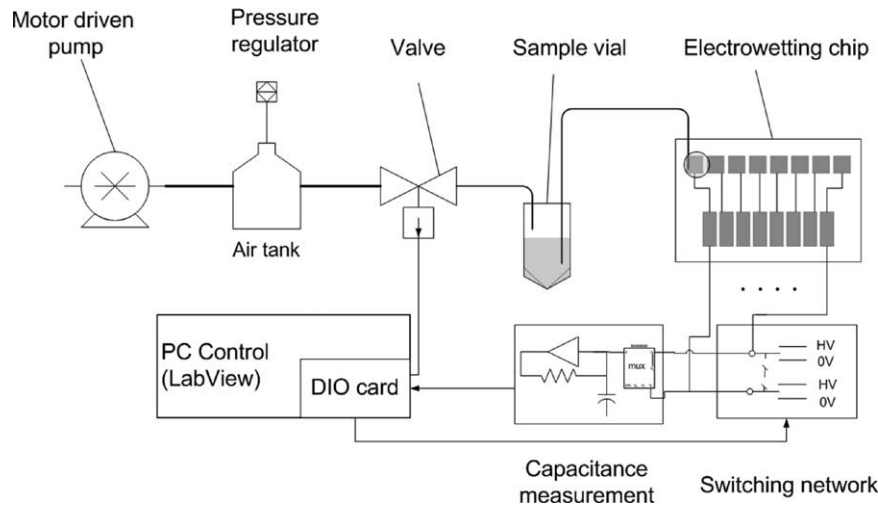 Motor driven
pump
Pressure
regulator
Valve
Sample vial
Electrowetting chip
Air tank
PC Control
(LabView)
DIO card
mux
HV
0V
HV
0V
Capacitance
measurement
Switching network